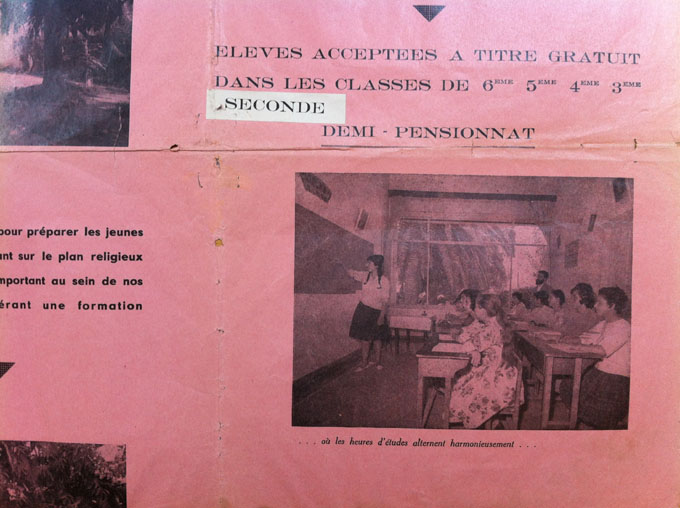 ELEVES ACCEPTEES A TITRE GRATUIT
DANS LES CLASSES DE 6EME 5EME 4EME 3EME
SECONDE
DEMI - PENSIONNAT
pour préparer les jeunes
ant sur le plan religieux
mportant au sein de nos
érant une formation
. . . où les heures d'études alternent harmonieusement . . .